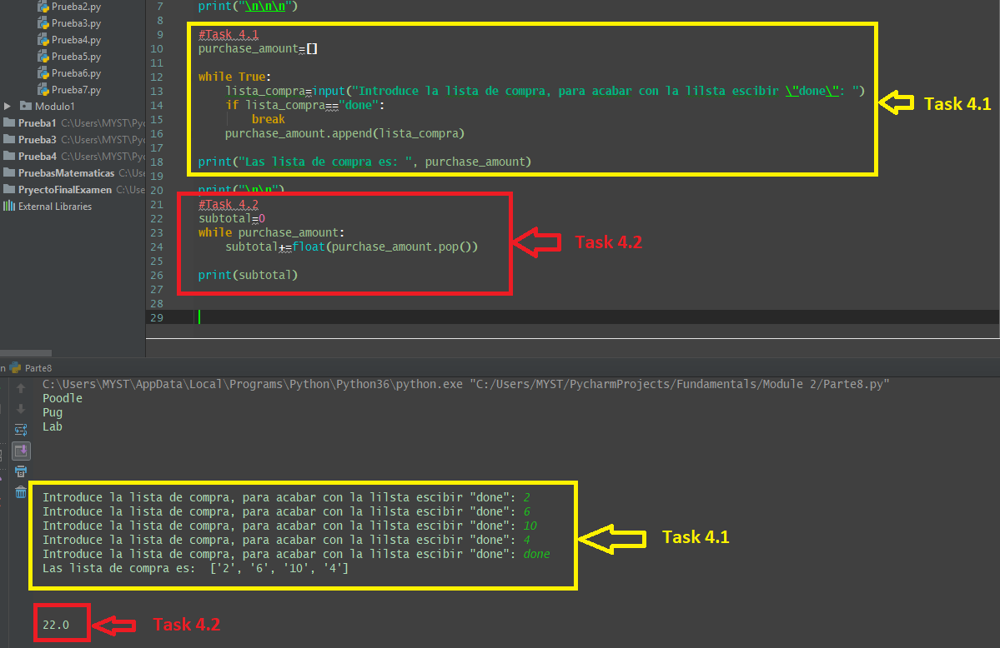 Prueba2.py
Prueba3.py
Prueba4.py
Prueba5.py
Prueba6.py
Prueba7.py
Modulo1
Prueba1 C:\Users\MYST\Pyc
Prueba3 C:\Users\MYST\Pyc
Prueba4 C:\Users\MYST\Pyc
PruebasMatematicas C:\Use
PryectoFinalExamen C:\Use
External Libraries
7 print("\n\n\n")
8
9 #Task 4.1
10 purchase_amount=[]
11
12 while True:
13 lista_compra=input("Introduce la lista de compra, para acabar con la lilsta escibir \"done\": ")
14 if lista_compra=="done":
15 break
16 purchase_amount.append(lista_compra)
17
18 print("Las lista de compra es: ", purchase_amount)
19
20 print("\n\n")
21 #Task 4.2
22 subtotal=0
23 while purchase_amount:
24 subtotal+=float(purchase_amount.pop())
25
26 print(subtotal)
27
28
29
Task 4.1
Task 4.2
n Parte8
C:\Users\MYST\AppData\Local\Programs\Python\Python36\python.exe "C:/Users/MYST/PycharmProjects/Fundamentals/Module 2/Parte8.py"
Poodle
Pug
Lab
Introduce la lista de compra, para acabar con la lilsta escibir "done": 2
Introduce la lista de compra, para acabar con la lilsta escibir "done": 6
Introduce la lista de compra, para acabar con la lilsta escibir "done": 10
Introduce la lista de compra, para acabar con la lilsta escibir "done": 4
Introduce la lista de compra, para acabar con la lilsta escibir "done": done
Las lista de compra es:  ['2', '6', '10', '4']
Task 4.1
22.0
Task 4.2